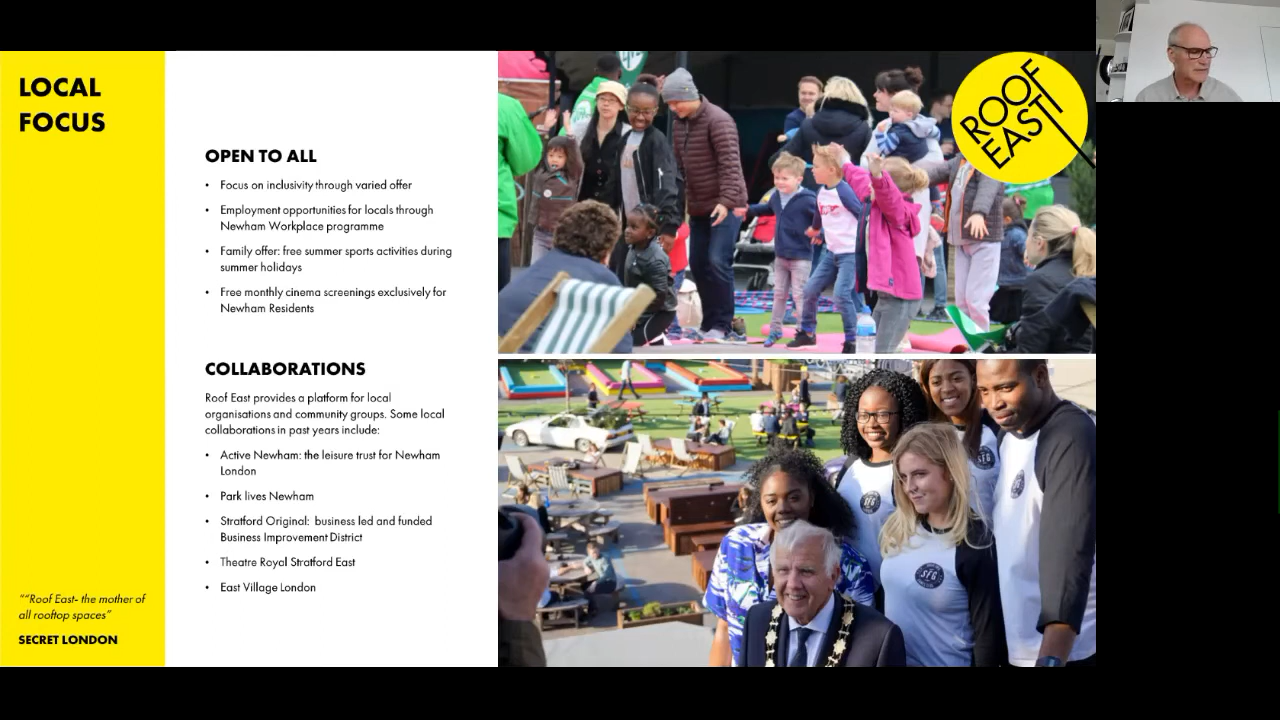 LOCAL
FOCUS
OPEN TO ALL
• Focus on inclusivity through varied offer
• Employment opportunities for locals through
Newham Workplace programme
• Family offer: free summer sports activities during
summer holidays
• Free monthly cinema screenings exclusively for
Newham Residents
COLLABORATIONS
Roof East provides a platform for local
organisations and community groups. Some local
collaborations in past years include:
• Active Newham: the leisure trust for Newham
London
• Park lives Newham
• Stratford Original:  business led and funded
Business Improvement District
• Theatre Royal Stratford East
• East Village London
""Roof East- the mother of
all rooftop spaces"
SECRET LONDON
ROOF
EAST
SFG
SFG
SFG